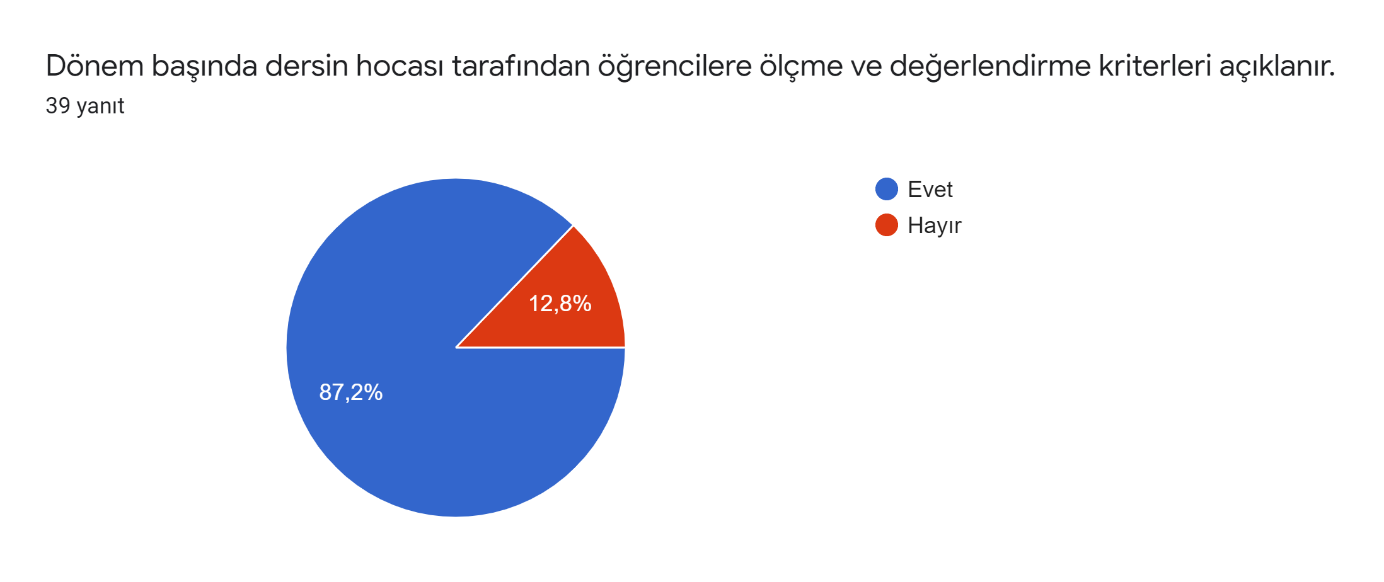 Dönem başında dersin hocası tarafından öğrencilere ölçme ve değerlendirme kriterleri açıklanır.
39 yanıt
Evet
Hayır
12,8%
87,2%